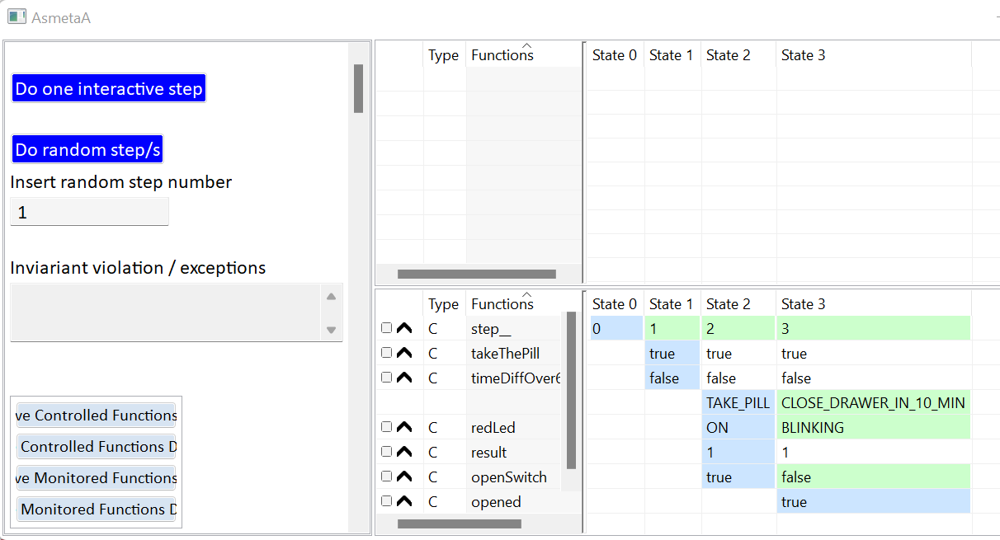 AsmetaA
Do one interactive step
Do random step/s
Insert random step number
1
Inviariant violation / exceptions
ve Controlled Functions
Controlled Functions D
ve Monitored Functions
Monitored Functions D
Type Functions State 0 State 1 State 2 State 3
Type Functions State 0 State 1 State 2 State 3
C step__ 0 1 2 3
C takeThePill true true true
C timeDiffOver6 false false false
TAKE_PILL CLOSE_DRAWER_IN_10_MIN
C redLed ON BLINKING
C result 1 1
C openSwitch true false
C opened true